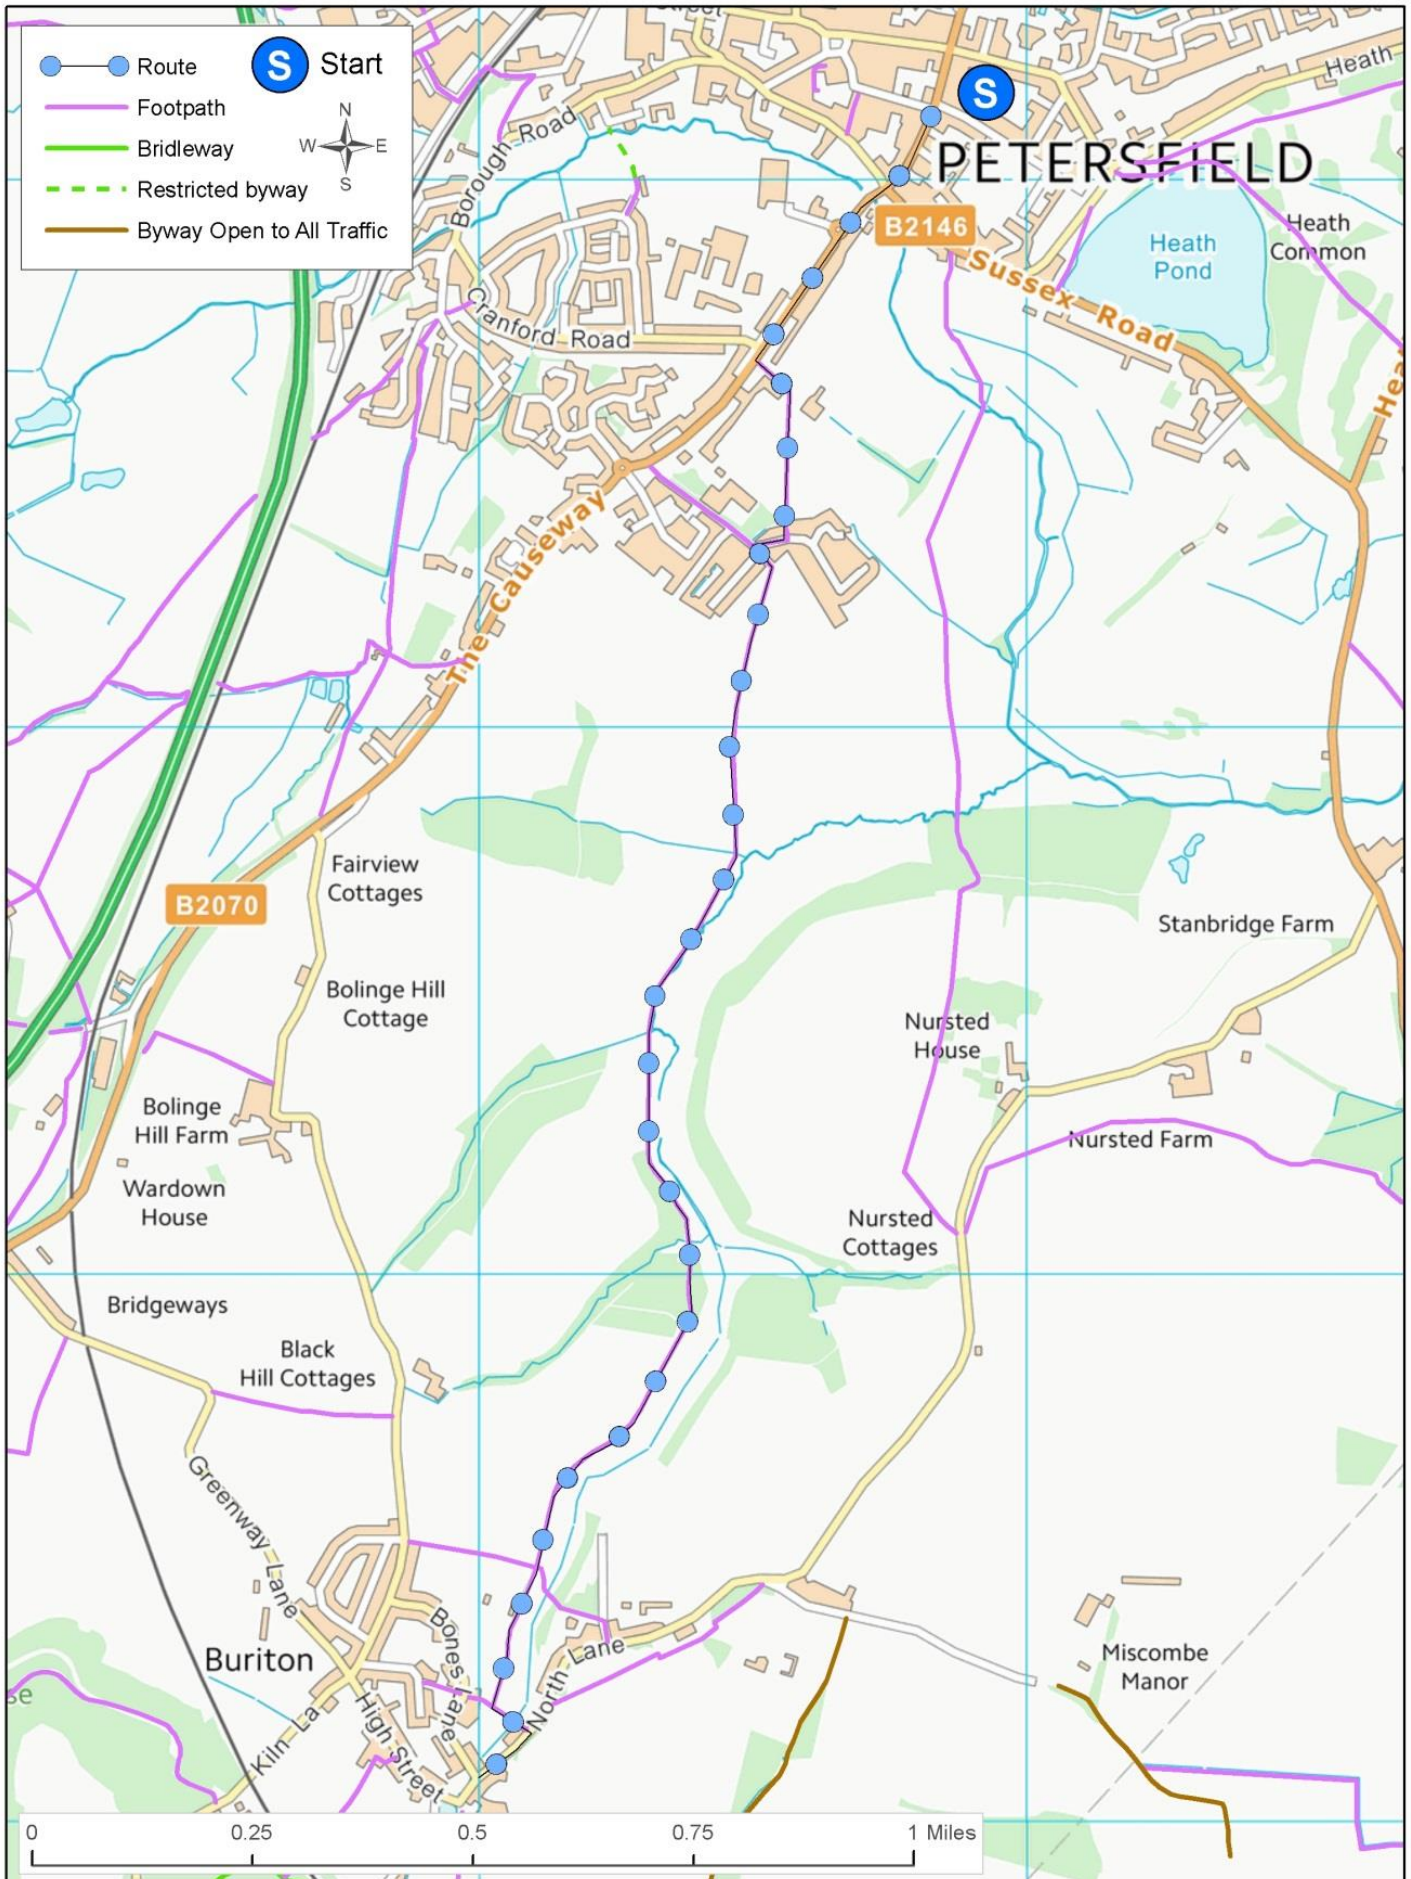 Street
Route
S
Start
Footpath
Bridleway
Restricted byway
Byway Open to All Traffic
N
W
E
S
S
Heath
Borough Road
PETERSFIELD
B2146
Heath
Pond
Heath
Common
Sussex Road
Cranford Road
The Causeway
Fairview
Cottages
B2070
Stanbridge Farm
Bolinge Hill
Cottage
Nursted
House
Bolinge
Hill Farm
Nursted Farm
Wardown
House
Nursted
Cottages
Bridgeways
Black
Hill Cottages
Greenway Lane
Bones Lane
Buriton
North Lane
Miscombe
Manor
Kiln La
High Street
0
0.25
0.5
0.75
1 Miles